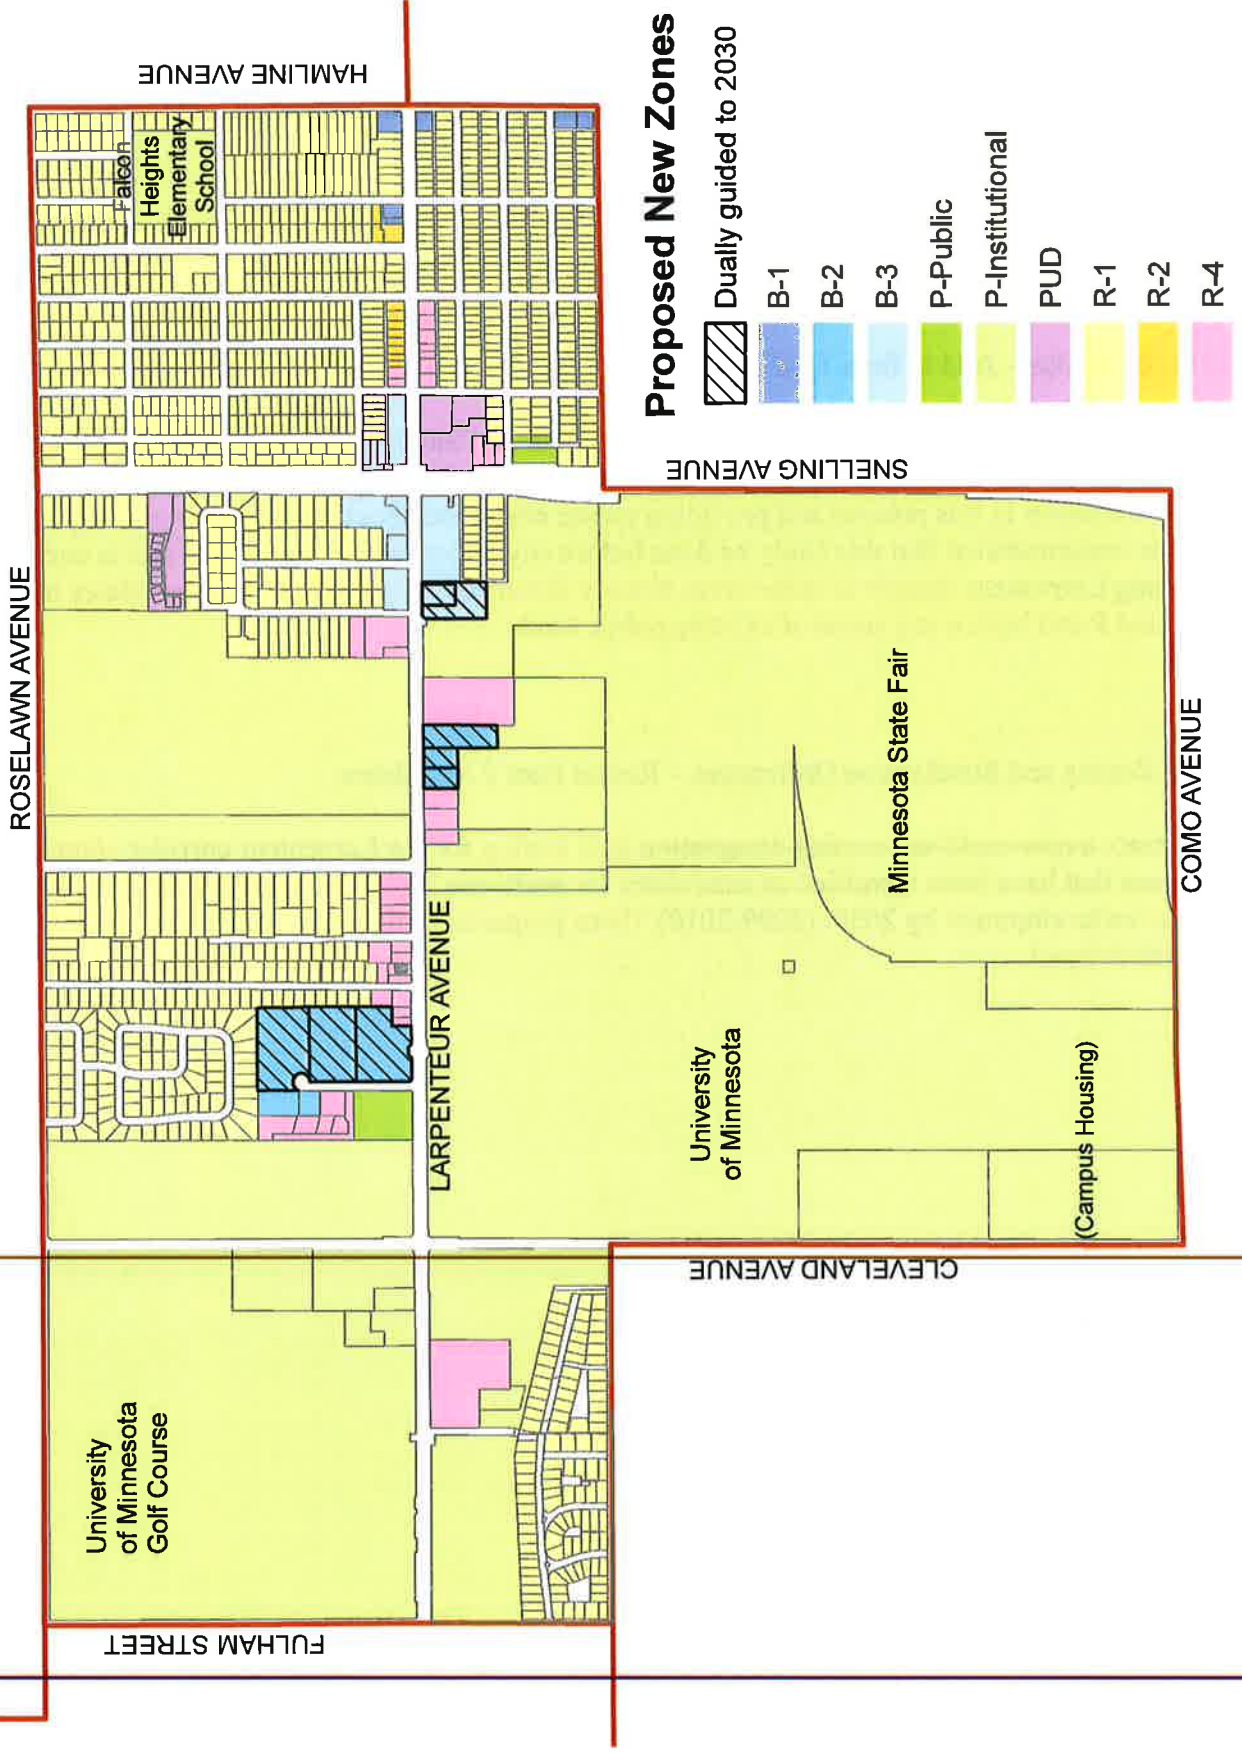 ROSELAWN AVENUE
HAMLINE AVENUE
Falcon
Heights
Elementary
School
SNELLING AVENUE
LARPENTEUR AVENUE
University
of Minnesota
Golf Course
FULHAM STREET
CLEVELAND AVENUE
University
of Minnesota
Minnesota State Fair
(Campus Housing)
COMO AVENUE
Proposed New Zones
Dually guided to 2030
B-1
B-2
B-3
P-Public
P-Institutional
PUD
R-1
R-2
R-4